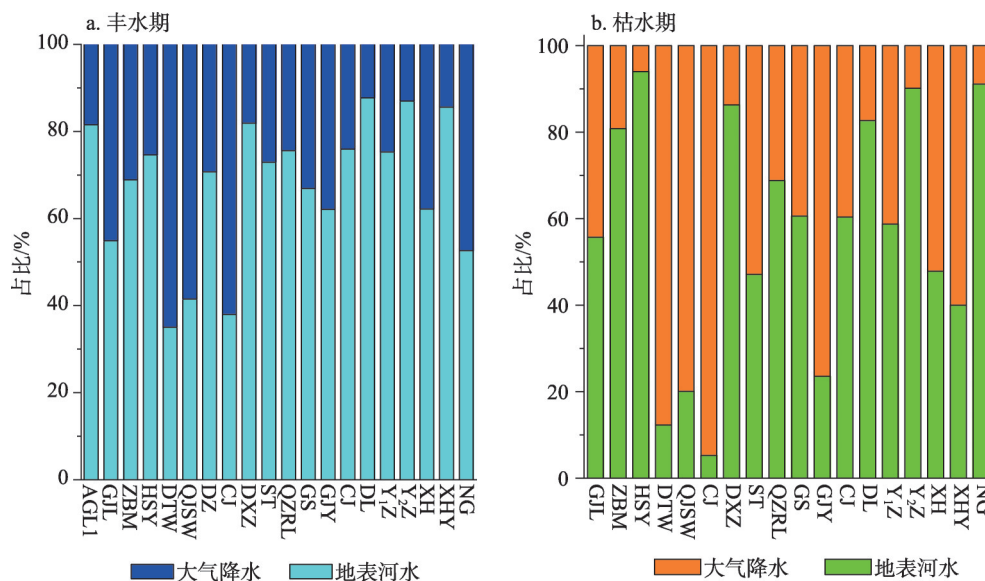 a. 丰水期
100
80
60
40
20
0
占比/%
AGL1
GJL
ZBM
HSY
DTW
QJSW
DZ
CJ
DXZ
ST
QZRL
GS
GJY
CJ
DL
Y₁Z
Y₂Z
XH
XHY
NG
大气降水 地表河水
b. 枯水期
100
80
60
40
20
0
占比/%
GJL
ZBM
HSY
DTW
QJSW
CJ
DXZ
ST
QZRL
GS
GJY
CJ
DL
Y₁Z
Y₂Z
XH
XHY
NG
大气降水 地表河水